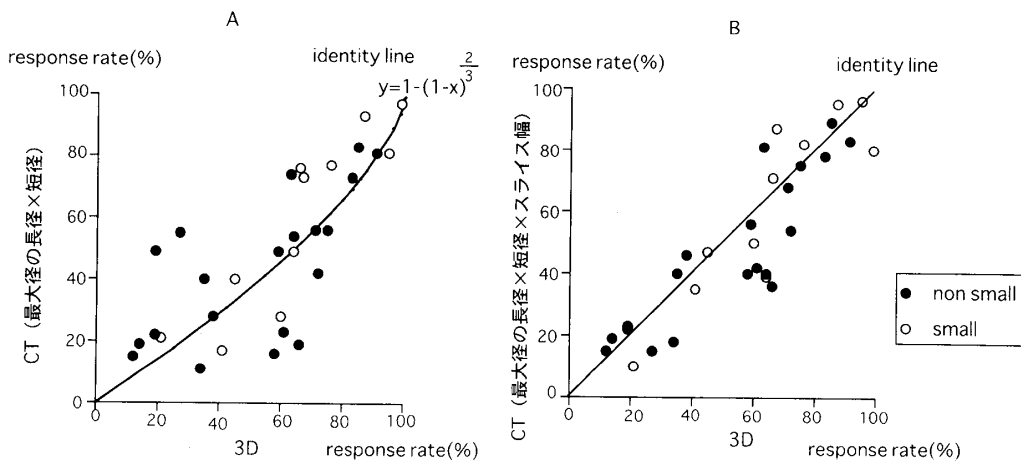 A
response rate(%)
identity line
y=1-(1-x)^2/3
CT (最大径の長径×短径)
100
80
60
40
20
0
0 20 40 60 80 100
3D
response rate(%)
B
response rate(%)
identity line
CT (最大径の長径×短径×スライス幅)
100
80
60
40
20
0
0 20 40 60 80 100
3D
response rate(%)
non small
small